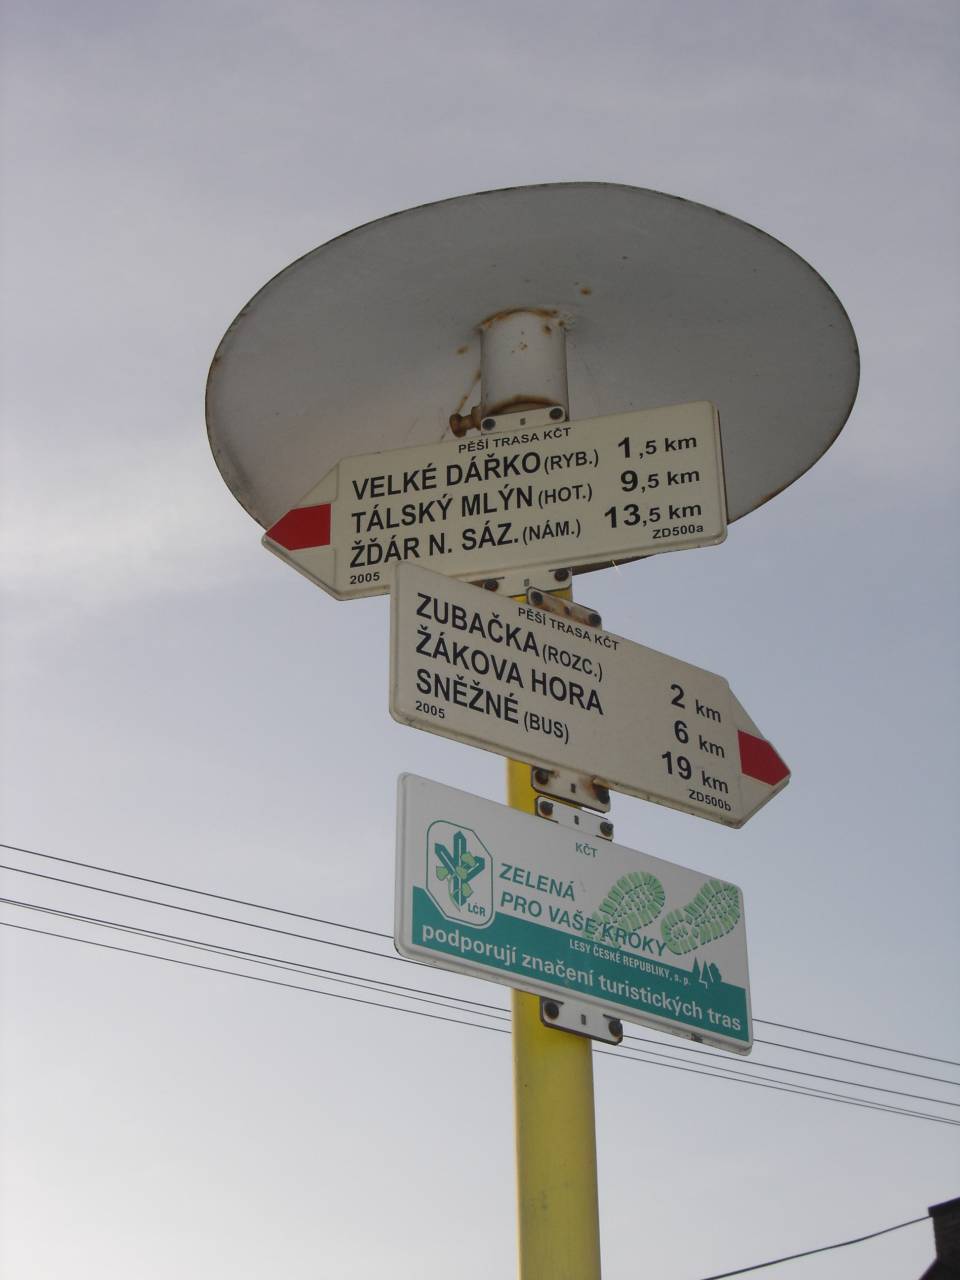 PĚŠÍ TRASA KČT
VELKÉ DÁŘKO (RYB.) 1,5 km
TÁLSKÝ MLÝN (HOT.) 9,5 km
ŽĎÁR N. SÁZ. (NÁM.) 13,5 km
2005 ZD500a
PĚŠÍ TRASA KČT
ZUBAČKA (ROZC.) 2 km
ŽÁKOVA HORA 6 km
SNĚŽNÉ (BUS) 19 km
2005 ZD500b
KČT
LČR
ZELENÁ
PRO VAŠE KROKY
LESY ČESKÉ REPUBLIKY, s. p.
podporují značení turistických tras